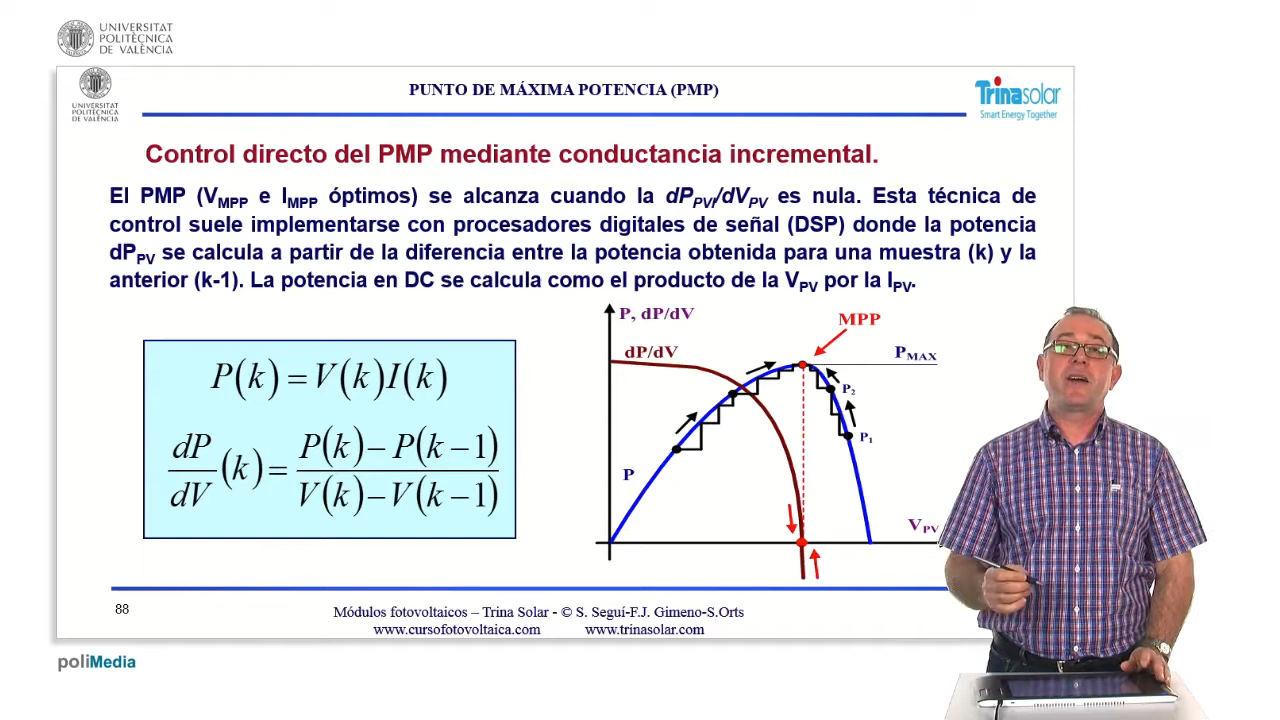 UNIVERSITAT
POLITÈCNICA
DE VALÈNCIA
UNIVERSITAT
POLITÈCNICA
DE VALÈNCIA
PUNTO DE MÁXIMA POTENCIA (PMP)
Trinasolar
Smart Energy Together
Control directo del PMP mediante conductancia incremental.
El PMP (VMPP e IMPP óptimos) se alcanza cuando la dPPV/dVPV es nula. Esta técnica de
control suele implementarse con procesadores digitales de señal (DSP) donde la potencia
dPPV se calcula a partir de la diferencia entre la potencia obtenida para una muestra (k) y la
anterior (k-1). La potencia en DC se calcula como el producto de la VPV por la IPV.
P(k) = V(k)I(k)
dP/dV (k) = P(k) − P(k − 1) / V(k) − V(k − 1)
P, dP/dV
MPP
dP/dV
PMAX
P2
P1
P
VPV
88
Módulos fotovoltaicos – Trina Solar - © S. Seguí-F.J. Gimeno-S.Orts
www.cursofotovoltaica.com www.trinasolar.com
poliMedia